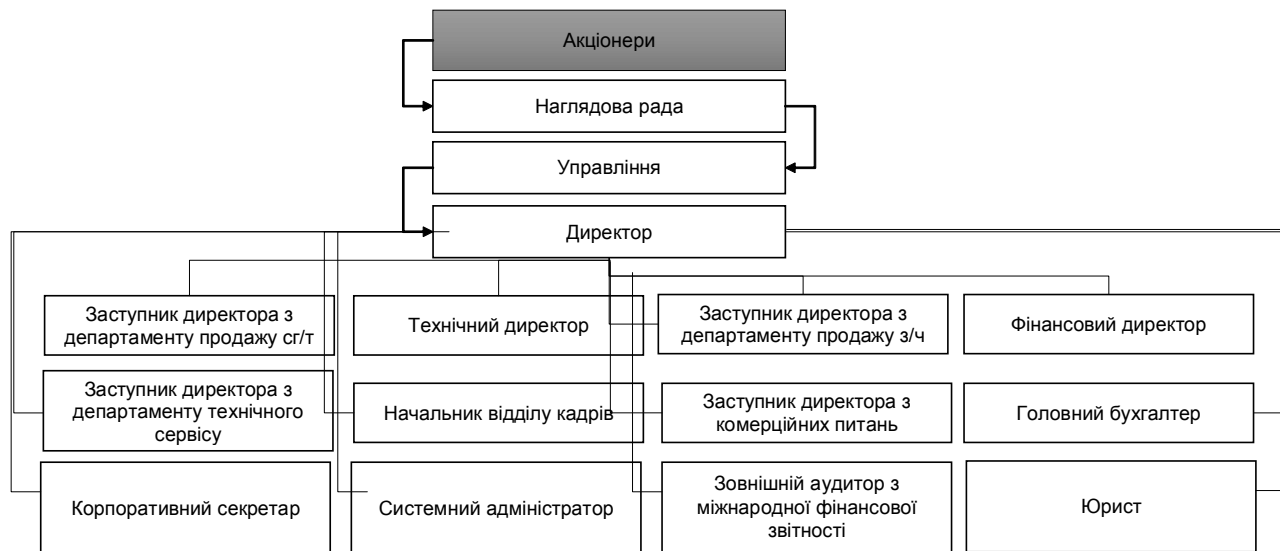 Акціонери
Наглядова рада
Управління
Директор
Заступник директора з
департаменту продажу сг/т
Технічний директор
Заступник директора з
департаменту продажу з/ч
Фінансовий директор
Заступник директора з
департаменту технічного
сервісу
Начальник відділу кадрів
Заступник директора з
комерційних питань
Головний бухгалтер
Корпоративний секретар
Системний адміністратор
Зовнішній аудитор з
міжнародної фінансової
звітності
Юрист